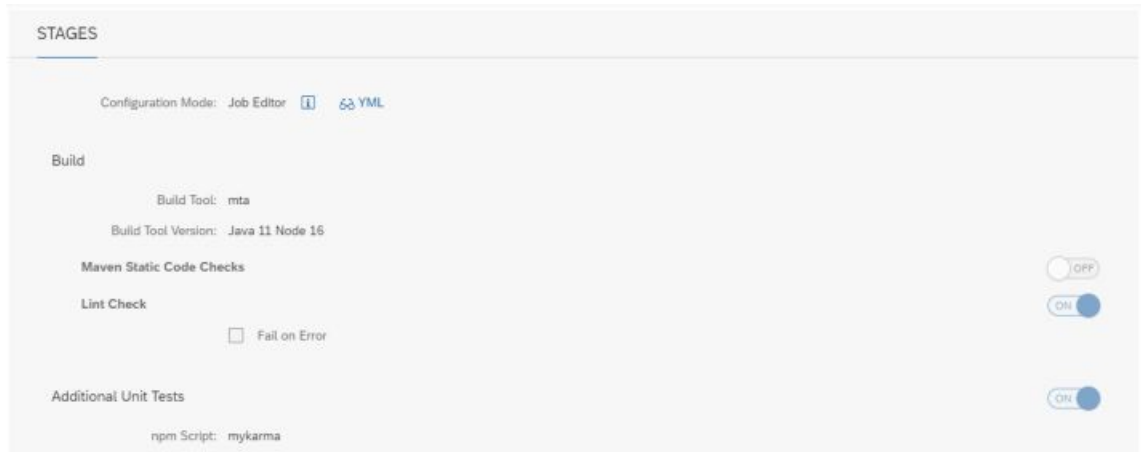 STAGES
Configuration Mode: Job Editor i YML
Build
Build Tool: mta
Build Tool Version: Java 11 Node 16
Maven Static Code Checks OFF
Lint Check ON
Fail on Error
Additional Unit Tests ON
npm Script: mykarma